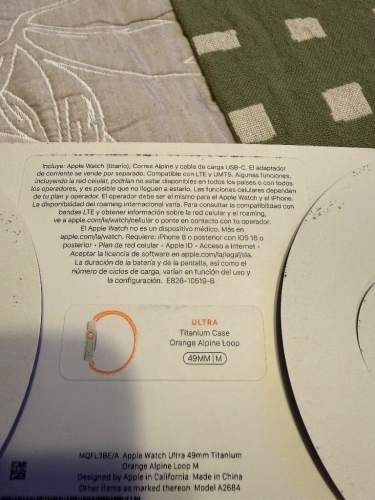 Incluye: Apple Watch (titanio), Correa Alpine y cable de carga USB-C. El adaptador
de corriente se vende por separado. Compatible con LTE y UMTS. Algunas funciones,
incluyendo la red celular, podrían no estar disponibles en todos los países o con todos
los operadores, y es posible que no lleguen a estarlo. Las funciones celulares dependen
de tu plan y operador. El operador debe ser el mismo para el Apple Watch y el iPhone.
La disponibilidad del roaming internacional varía. Para consultar la compatibilidad con
bandas LTE y obtener información sobre la red celular y el roaming,
ve a apple.com/la/watch/cellular o ponte en contacto con tu operador.
El Apple Watch no es un dispositivo médico. Más en
apple.com/la/watch. Requiere: iPhone 8 o posterior con iOS 16 o
posterior • Plan de red celular • Apple ID • Acceso a Internet •
Aceptar la licencia de software en apple.com/la/legal/sla.
La duración de la batería y de la pantalla, así como el
número de ciclos de carga, varían en función del uso y
la configuración. E826-10519-B
ULTRA
Titanium Case
Orange Alpine Loop
49MM | M
MQFL3BE/A Apple Watch Ultra 49mm Titanium
Orange Alpine Loop M
Designed by Apple in California Made in China
Other items as marked thereon Model A2684